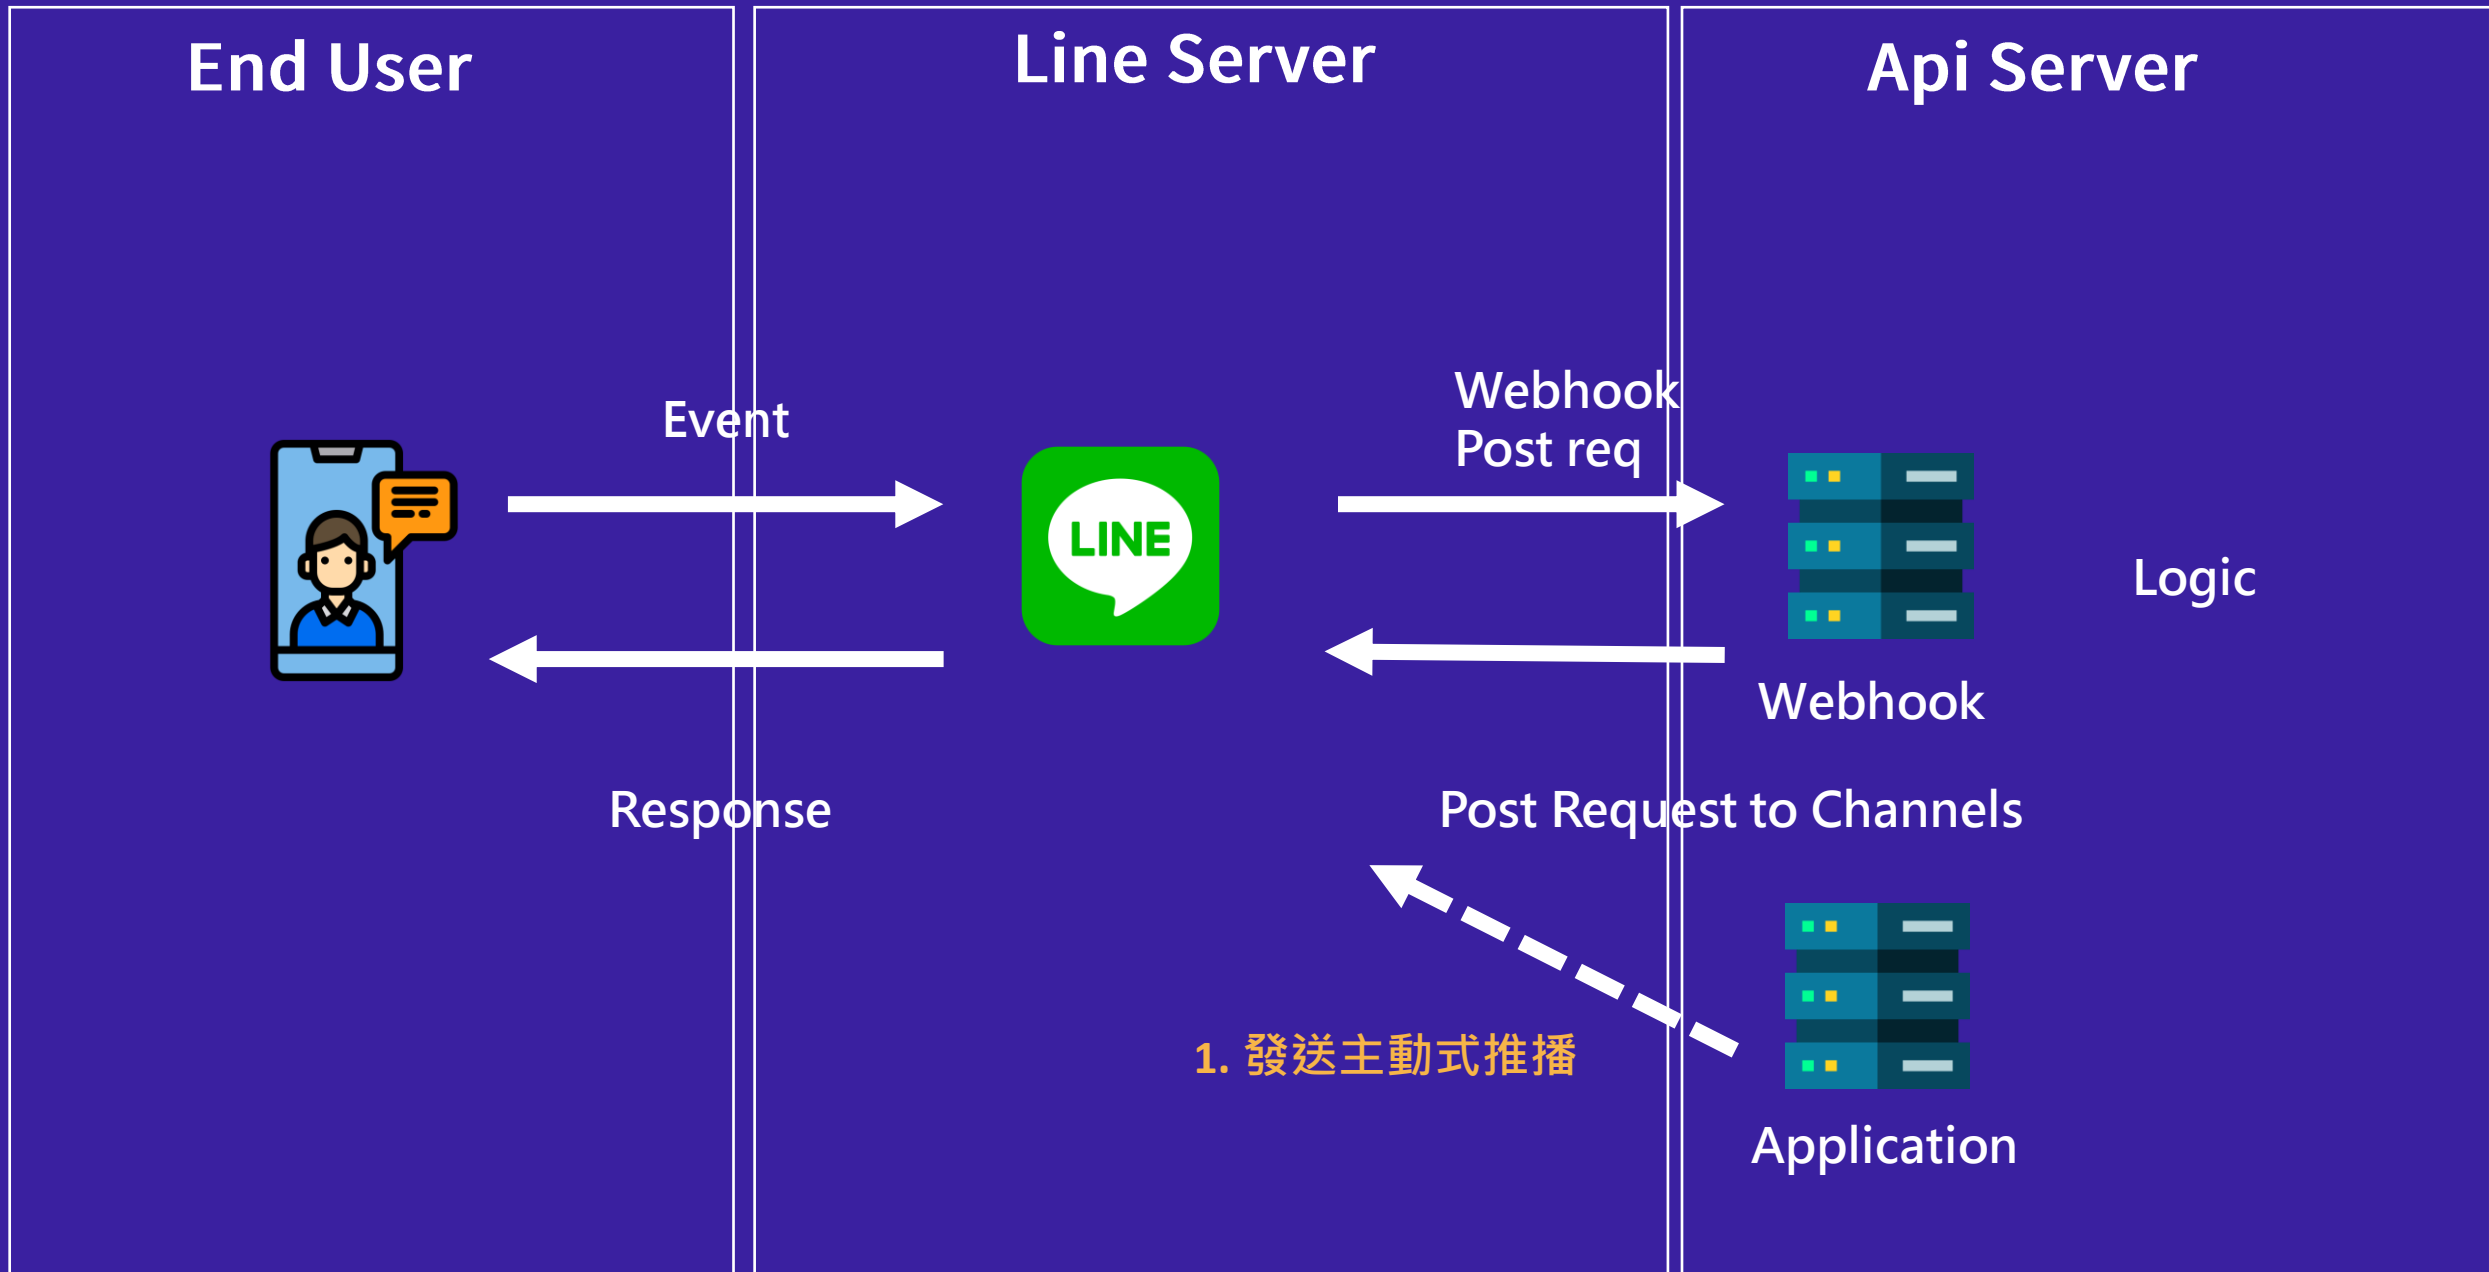 End User
Line Server
Api Server
Event
Webhook
Post req
LINE
Logic
Webhook
Response
Post Request to Channels
1. 發送主動式推播
Application